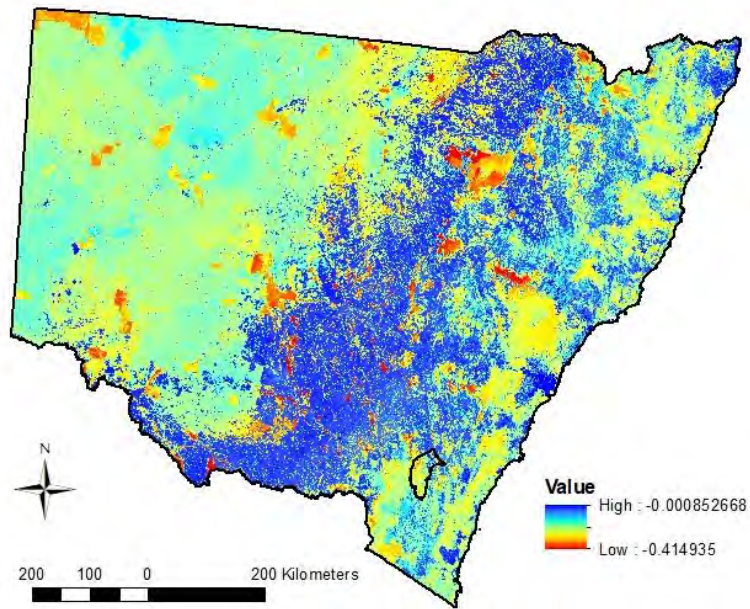 N
Value
High : -0.000852668
Low : -0.414935
200 100 0 200 Kilometers